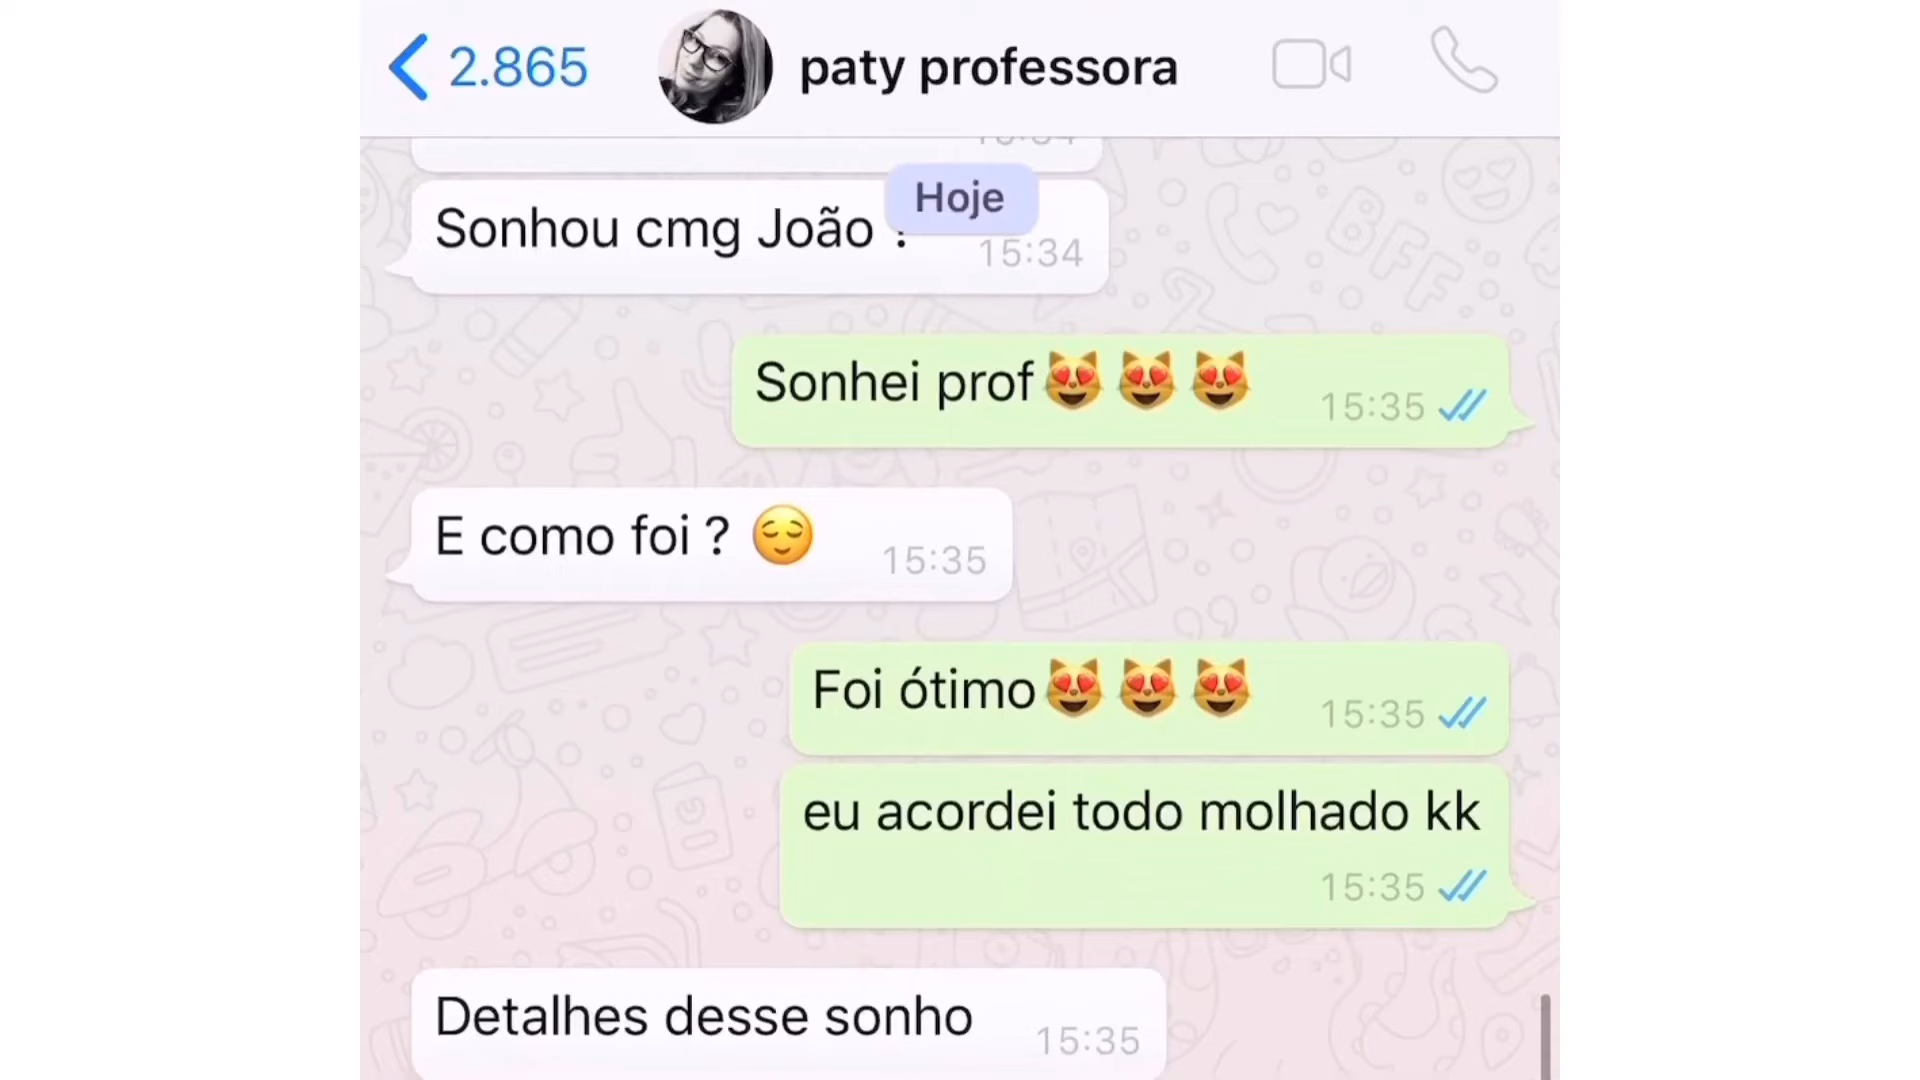 2.865
paty professora
Hoje
Sonhou cmg João
15:34
Sonhei prof😻😻😻
15:35
E como foi ? 😌
15:35
Foi ótimo😻😻😻
15:35
eu acordei todo molhado kk
15:35
Detalhes desse sonho
15:35